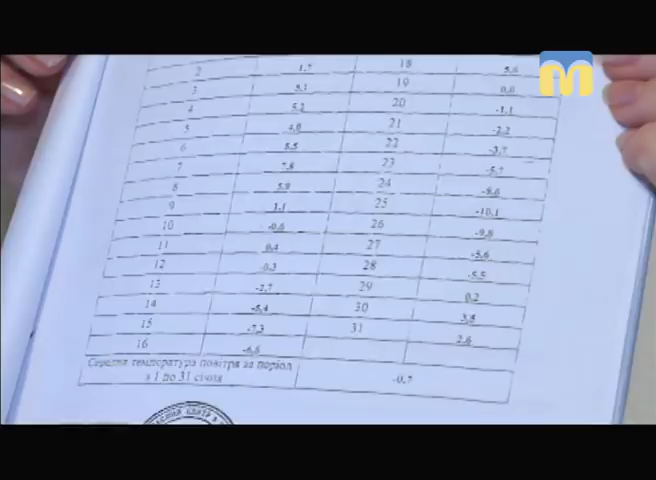 2 1,7 18 5,6
3 3,1 19 0,0
4 5,2 20 -1,1
5 21 -2,2
6 5,5 22 -3,7
7 7,8 23 -5,7
8 5,9 24 -8,6
9 1,1 25 -10,1
10 -0,6 26 -9,8
11 0,4 27 -3,6
12 -0,3 28 -5,5
13 -2,7 29 0,2
14 -5,4 30 3,8
15 -7,3 31 2,6
16 -6,6
Середня температура повітря за період
з 1 по 31 січня -0,7